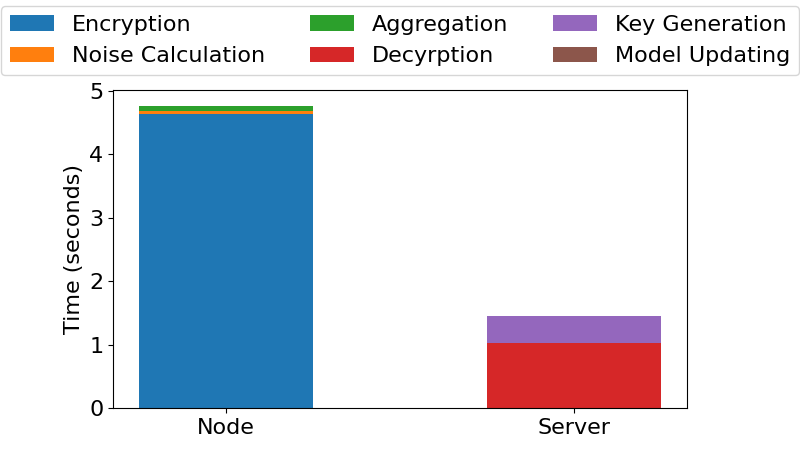 Encryption
Noise Calculation
Aggregation
Decyrption
Key Generation
Model Updating
5
4
3
2
1
0
Time (seconds)
Node
Server